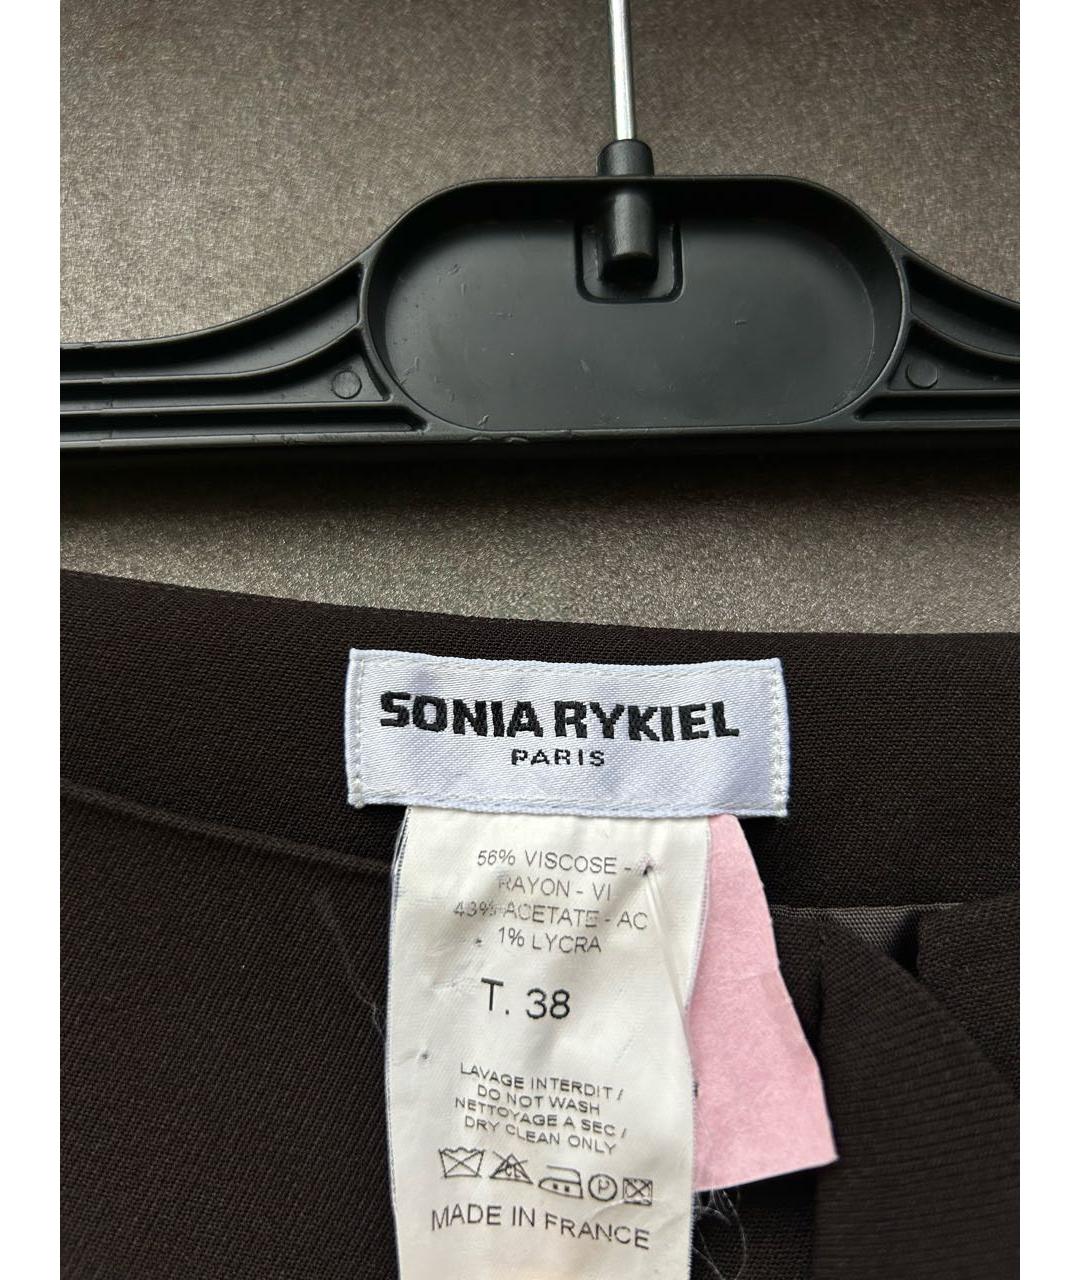 SONIA RYKIEL
PARIS
56% VISCOSE -
RAYON - VI
43% ACETATE - AC
1% LYCRA
T. 38
LAVAGE INTERDIT /
DO NOT WASH
NETTOYAGE A SEC /
DRY CLEAN ONLY
CL
P
MADE IN FRANCE